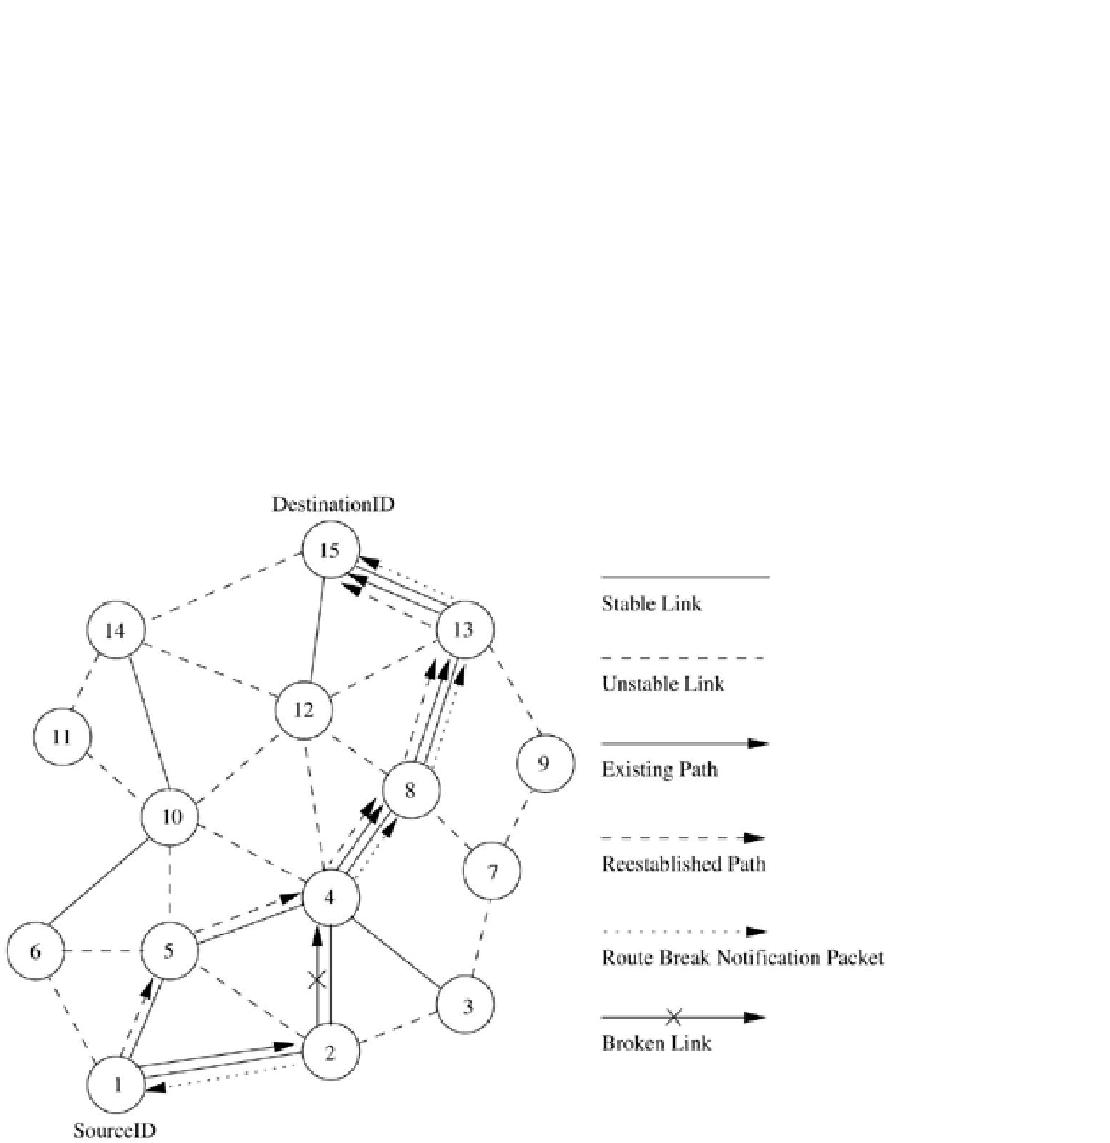 DestinationID
15
14
13
12
11
10
9
8
7
6
5
4
3
2
1
SourceID
Stable Link
Unstable Link
Existing Path
Reestablished Path
Route Break Notification Packet
Broken Link